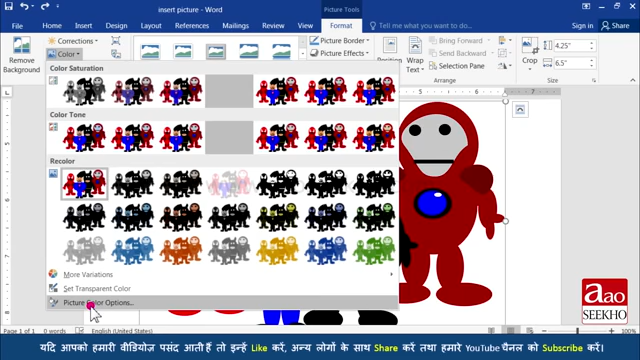 insert picture - Word
Picture Tools
File Home Insert Design Layout References Mailings Review View Format Tell me what you want to do... Sign in Share
Remove Background
Corrections
Color
Picture Border
Picture Effects
Position
Wrap Text
Bring Forward
Send Backward
Selection Pane
Arrange
Crop
4.25"
6.5"
Size
Color Saturation
Color Tone
Recolor
More Variations
Set Transparent Color
Picture Color Options...
aao
SEEKHO
Page 1 of 1 0 words English (United States) 100%
यदि आपको हमारी वीडियोज पसंद आती हैं तो इन्हें Like करें, अन्य लोगों के साथ Share करें तथा हमारे YouTube चैनल को Subscribe करें।